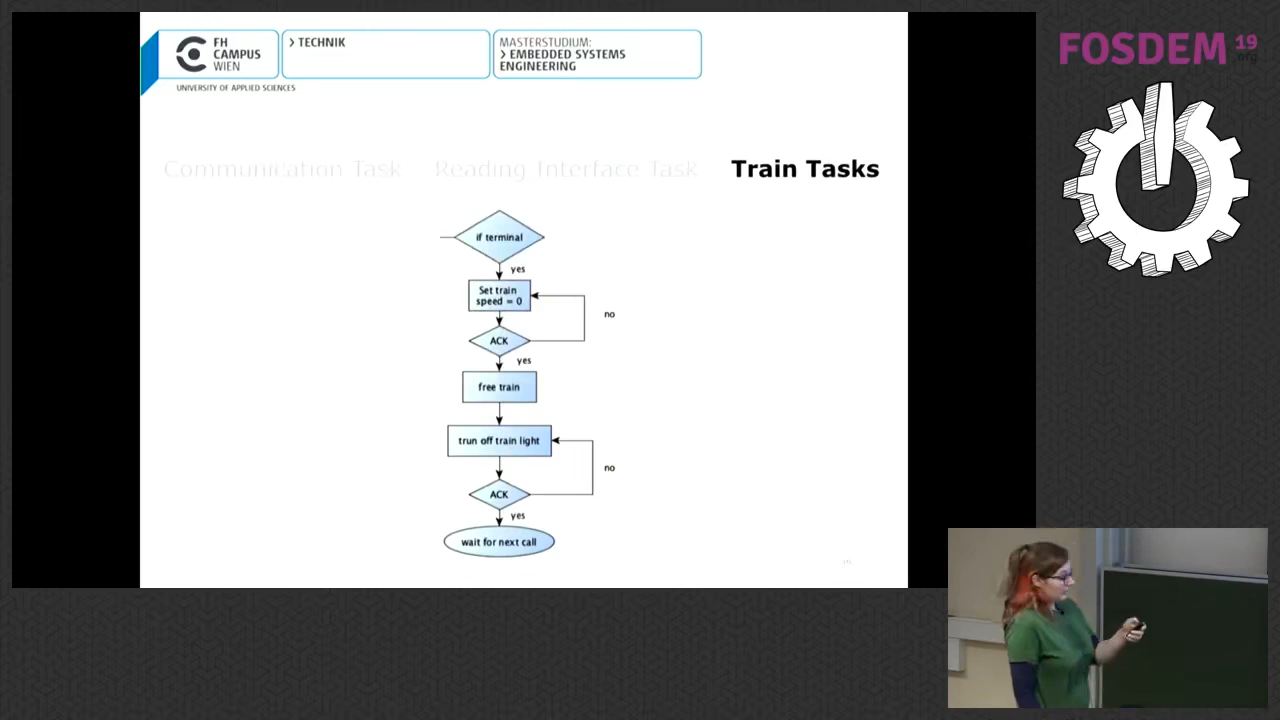 FH
CAMPUS
WIEN
> TECHNIK
MASTERSTUDIUM:
> EMBEDDED SYSTEMS
ENGINEERING
UNIVERSITY OF APPLIED SCIENCES
FOSDEM 19
.org
Communication Task Reading Interface Task Train Tasks
if terminal
yes
Set train
speed = 0
no
ACK
yes
free train
trun off train light
no
ACK
yes
wait for next call